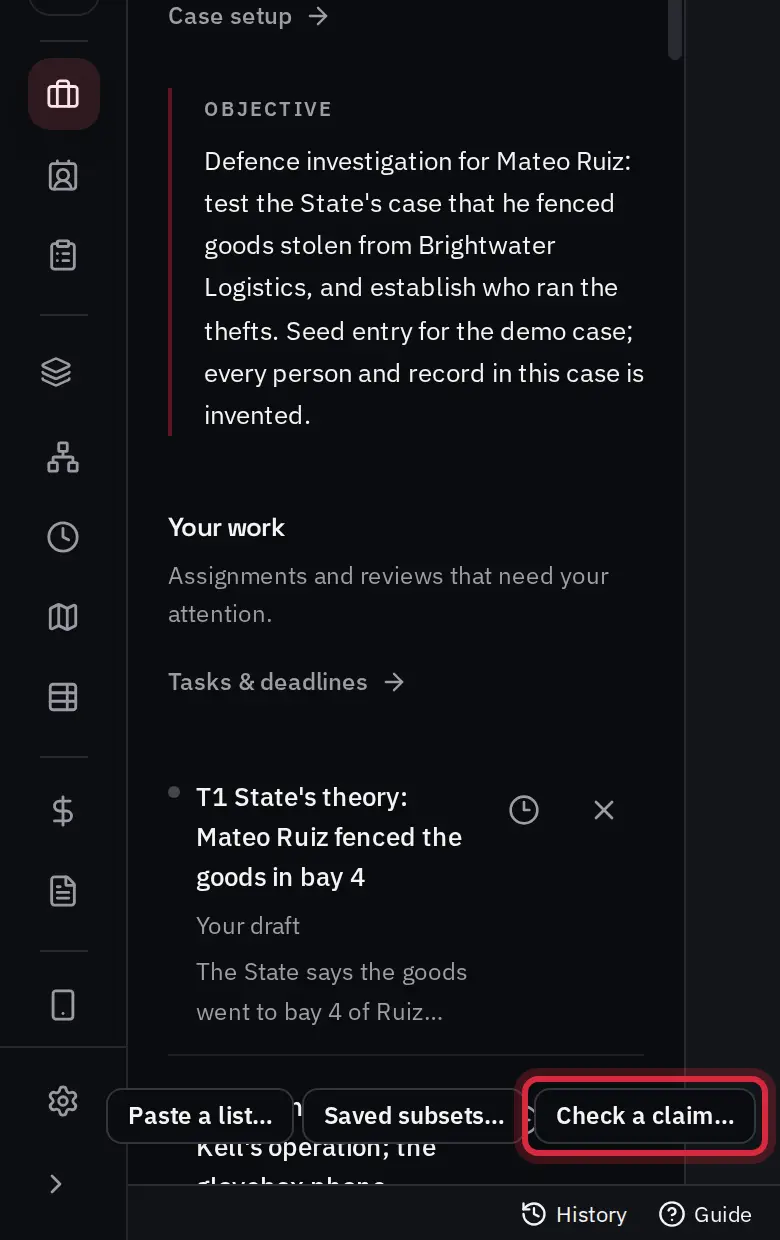 Case setup
OBJECTIVE
Defence investigation for Mateo Ruiz:
test the State's case that he fenced
goods stolen from Brightwater
Logistics, and establish who ran the
thefts. Seed entry for the demo case;
every person and record in this case is
invented.
Your work
Assignments and reviews that need your
attention.
Tasks & deadlines
T1 State's theory:
Mateo Ruiz fenced the
goods in bay 4
Your draft
The State says the goods
went to bay 4 of Ruiz...
Paste a list... Saved subsets... Check a claim...
Kell's operation; the
History Guide